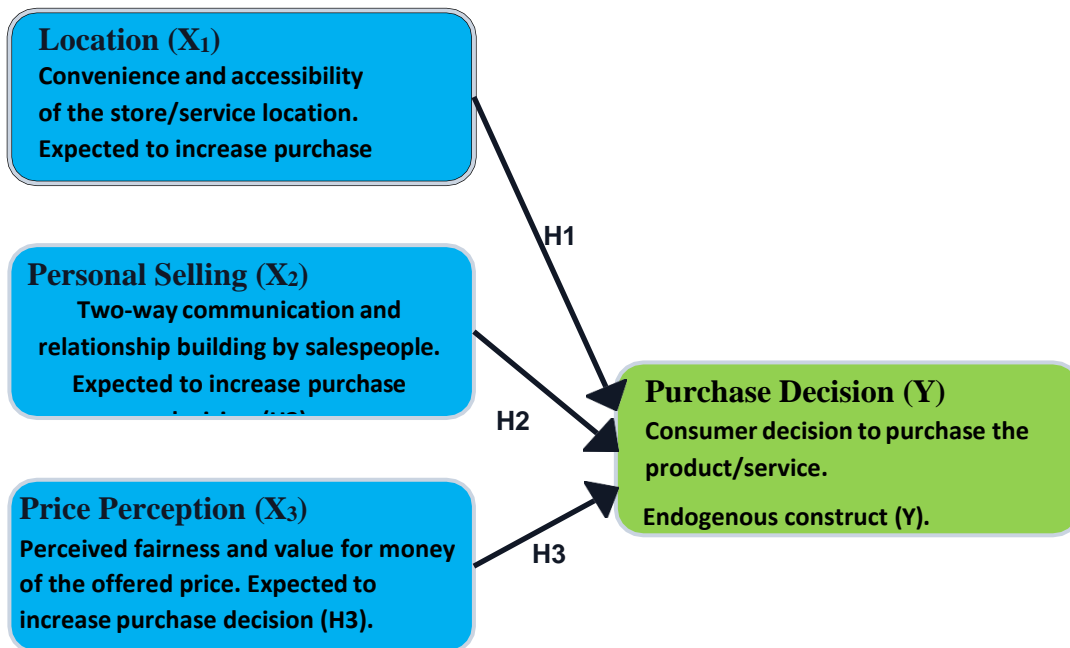 Location (X₁)
Convenience and accessibility
of the store/service location.
Expected to increase purchase
H1
Personal Selling (X₂)
Two-way communication and
relationship building by salespeople.
Expected to increase purchase
H2
Purchase Decision (Y)
Consumer decision to purchase the
product/service.
Endogenous construct (Y).
Price Perception (X₃)
Perceived fairness and value for money
of the offered price. Expected to
increase purchase decision (H3).
H3